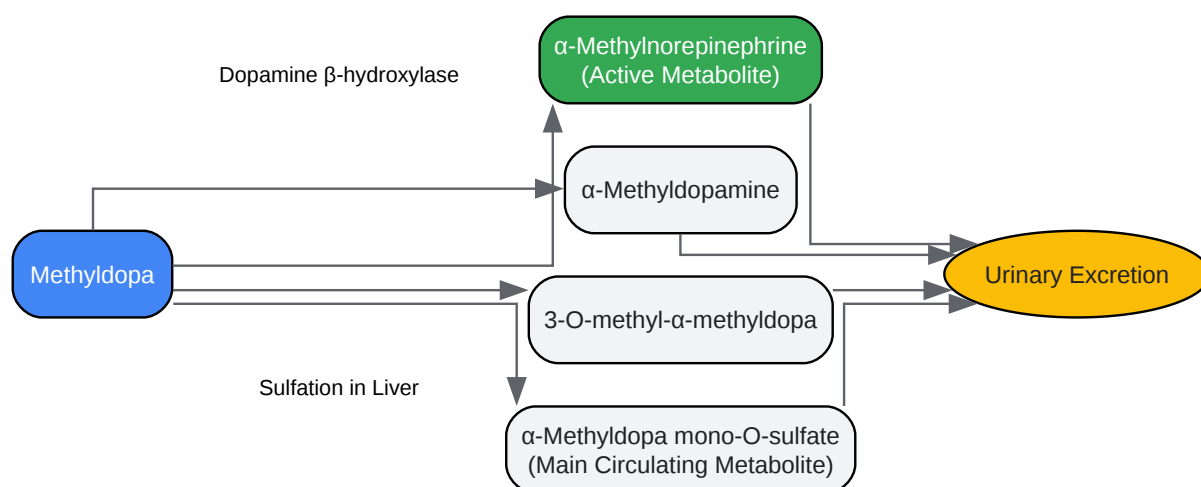 α-Methylnorepinephrine
(Active Metabolite)
Dopamine β-hydroxylase
α-Methyldopamine
Methyldopa
Urinary Excretion
3-O-methyl-α-methyldopa
Sulfation in Liver
α-Methyldopa mono-O-sulfate
(Main Circulating Metabolite)